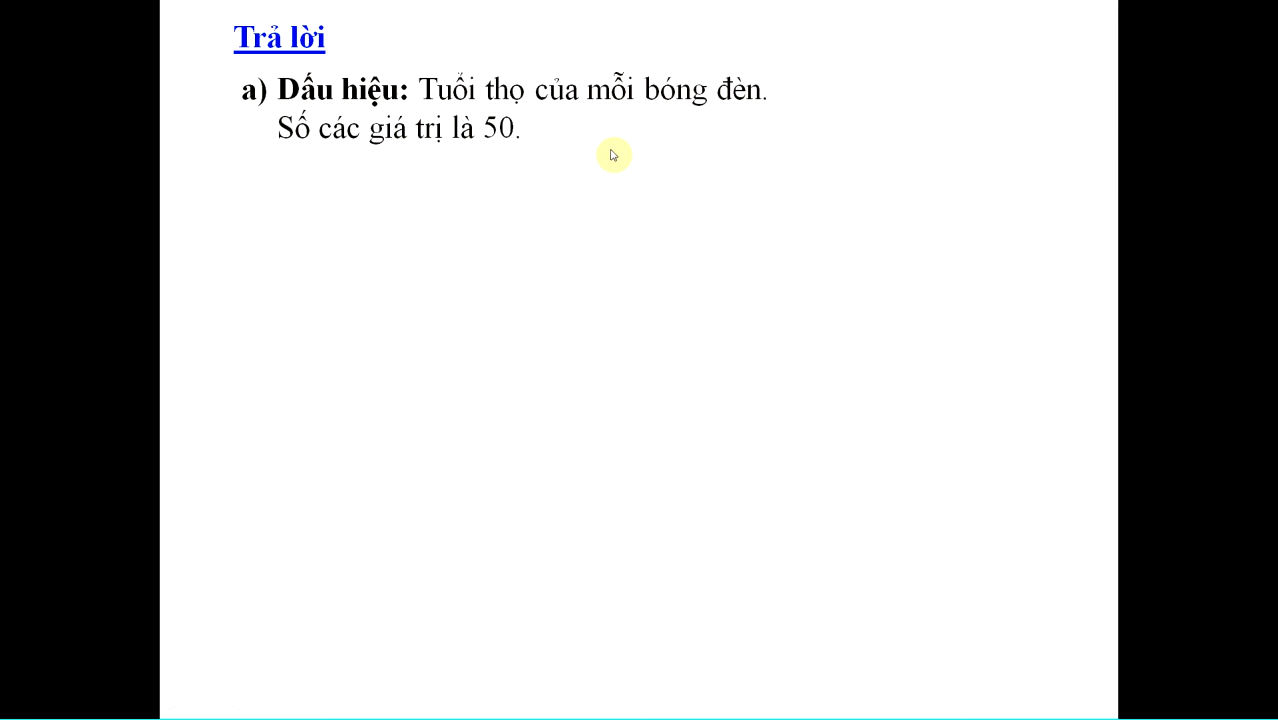 Trả lời
a) Dấu hiệu: Tuổi thọ của mỗi bóng đèn.
Số các giá trị là 50.